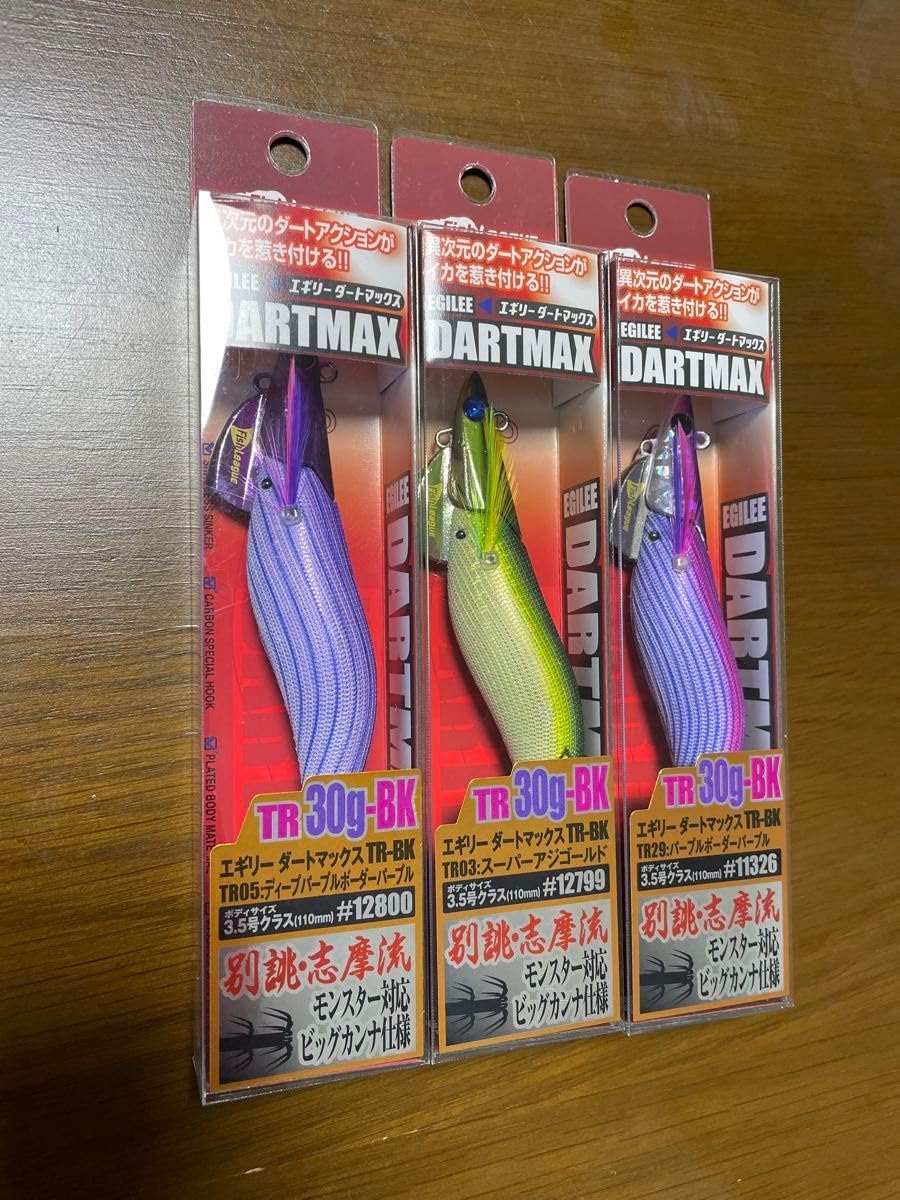 次元のダートアクションが
カを惹き付ける!!
ILEE エギリーダートマックス
DARTMAX
FishLeague
SINKER
CARBON SPECIAL HOOK
PLATED BODY
EGILEE
DARTM
TR 30g-BK
エギリー ダートマックス TR-BK
TR05:ディープパープルボーダーパープル
ボディサイズ
3.5号クラス(110mm) #12800
別誂・志摩流
モンスター対応
ビッグカンナ仕様
異次元のダートアクションが
イカを惹き付ける!!
EGILEE エギリーダートマックス
DARTMAX
FishLeague
EGILEE
DARTM
TR 30g-BK
エギリー ダートマックス TR-BK
TR03:スーパーアジゴールド
ボディサイズ
3.5号クラス(110mm) #12799
別誂・志摩流
モンスター対応
ビッグカンナ仕様
異次元のダートアクションが
イカを惹き付ける!!
EGILEE エギリーダートマックス
DARTMAX
FishLeague
EGILEE
DARTM
TR 30g-BK
エギリー ダートマックス TR-BK
TR29:パープルボーダーパープル
ボディサイズ
3.5号クラス(110mm) #11326
別誂・志摩流
モンスター対応
ビッグカンナ仕様